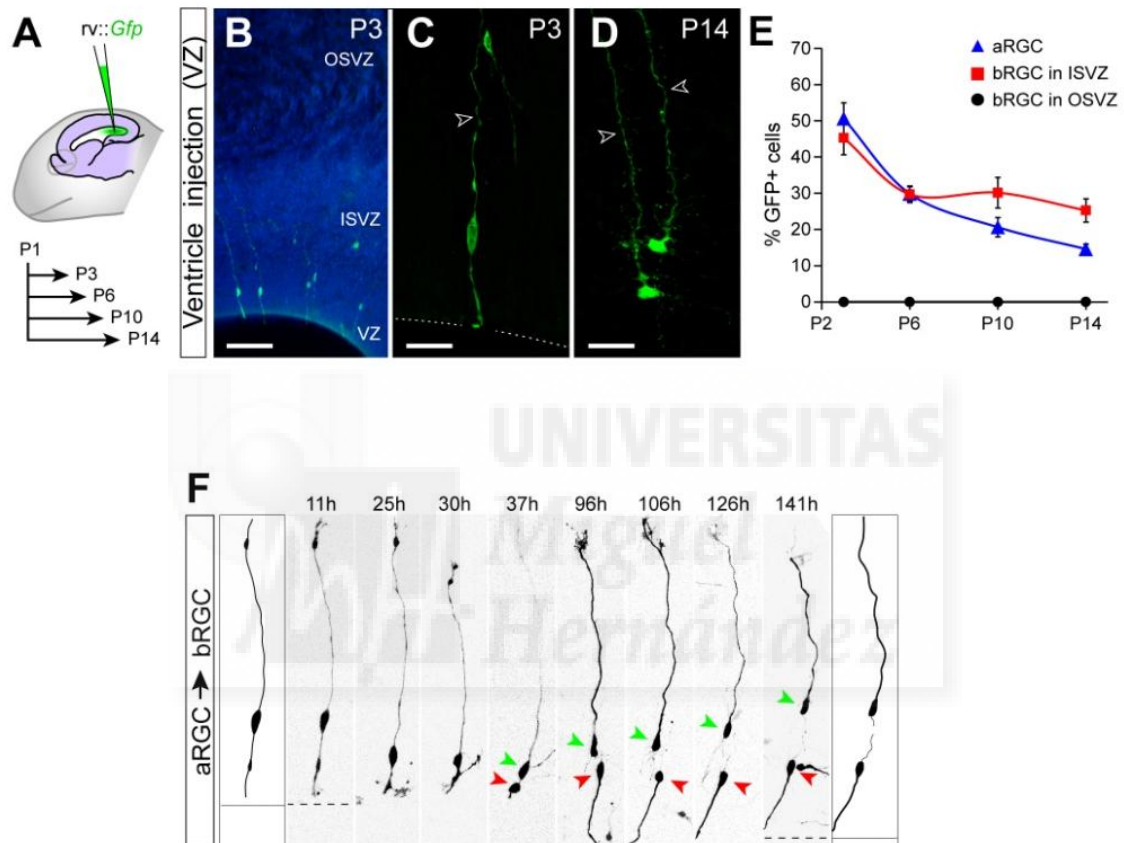 A
rv::Gfp
P1
P3
P6
P10
P14
Ventricle injection (VZ)
B
P3
OSVZ
ISVZ
VZ
C
P3
D
P14
E
aRGC
bRGC in ISVZ
bRGC in OSVZ
% GFP+ cells
70
60
50
40
30
20
10
0
P2
P6
P10
P14
UNIVERSITAS
Miguel
Hernández
F
aRGC → bRGC
11h
25h
30h
37h
96h
106h
126h
141h